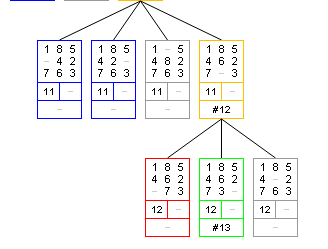 1 8 5   1 8 5   1 - 5   1 8 5
- 4 2   - 4 2   4 8 2   4 6 2
7 6 3   7 6 3   7 6 3   7 - 3
11 -   11 -   11 -   11 -
-   -   -   #12
1 8 5   1 8 5   1 8 5
4 6 2   4 6 2   4 - 2
- 7 3   - 7 3   7 6 3
12 -   12 -   12 -
-   #13   -